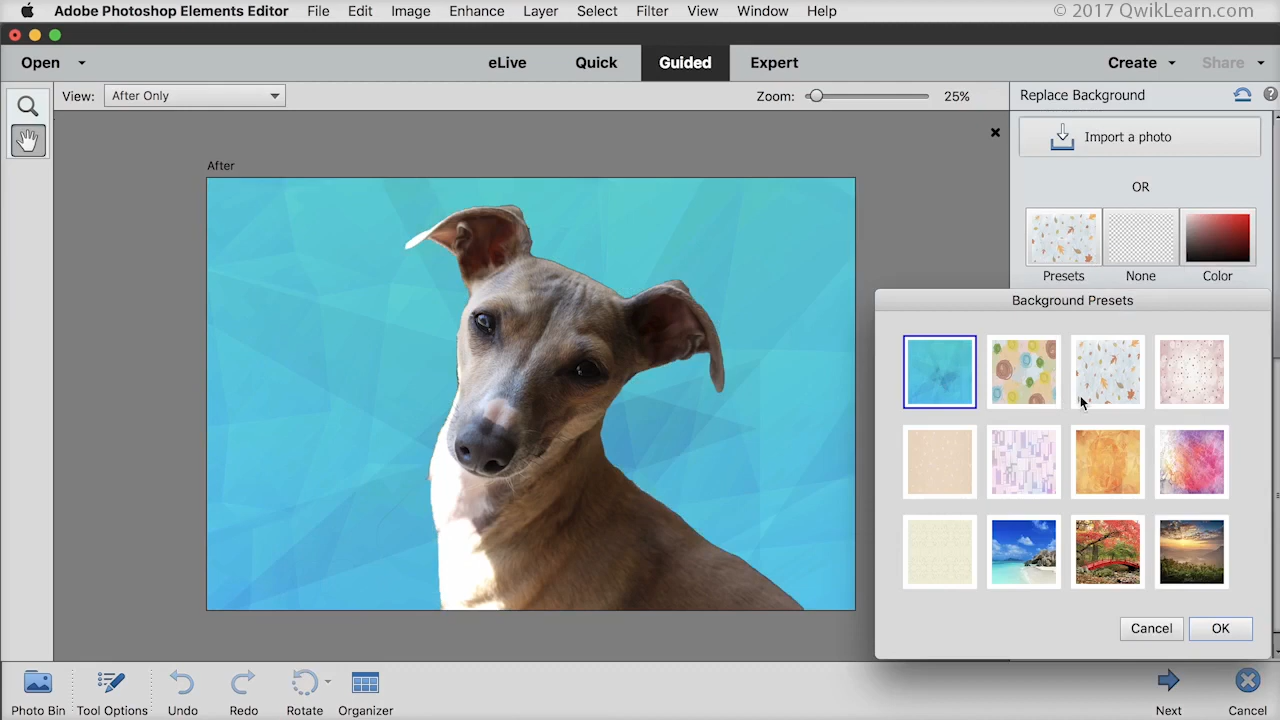 Adobe Photoshop Elements Editor File Edit Image Enhance Layer Select Filter View Window Help © 2017 QwikLearn.com
Open eLive Quick Guided Expert Create Share
View: After Only Zoom: 25% Replace Background ?
Import a photo
After
OR
Presets None Color
Background Presets
Cancel OK
Photo Bin Tool Options Undo Redo Rotate Organizer Next Cancel